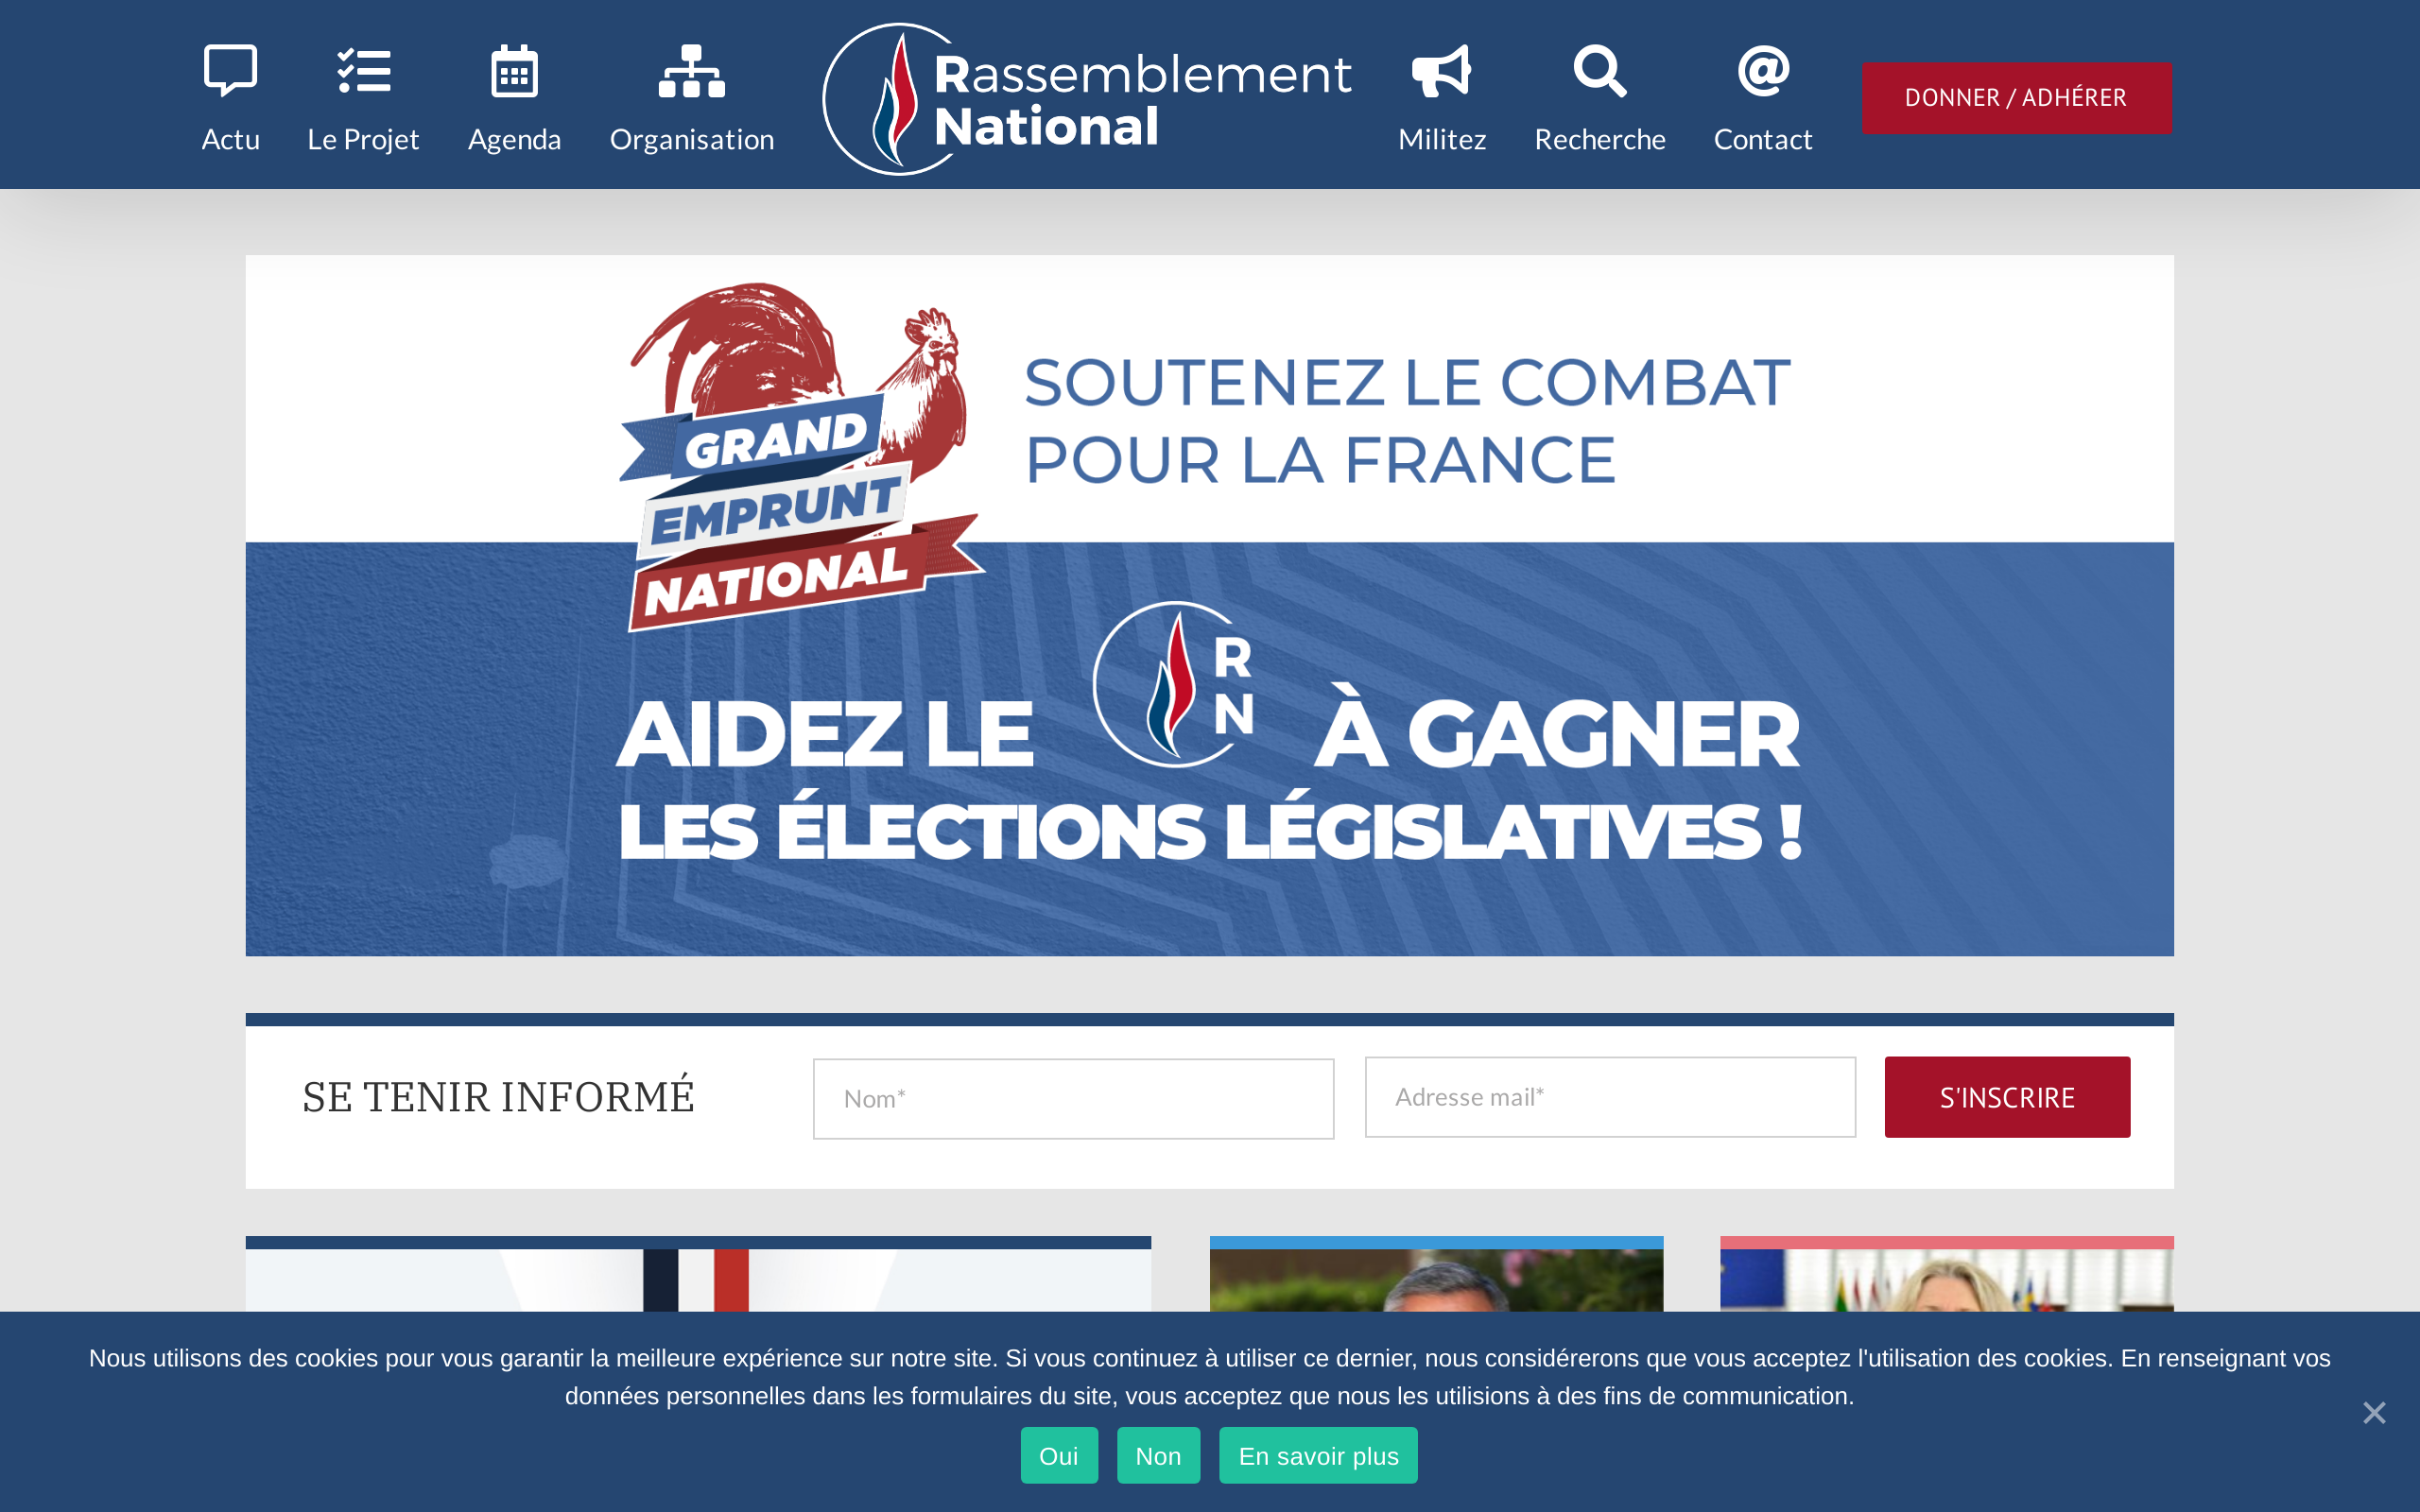 Actu
Le Projet
Agenda
Organisation
Rassemblement
National
Militez
Recherche
Contact
DONNER / ADHÉRER
GRAND
EMPRUNT
NATIONAL
SOUTENEZ LE COMBAT
POUR LA FRANCE
AIDEZ LE RN À GAGNER
LES ÉLECTIONS LÉGISLATIVES !
SE TENIR INFORMÉ
Nom*
Adresse mail*
S'INSCRIRE
Nous utilisons des cookies pour vous garantir la meilleure expérience sur notre site. Si vous continuez à utiliser ce dernier, nous considérerons que vous acceptez l'utilisation des cookies. En renseignant vos
données personnelles dans les formulaires du site, vous acceptez que nous les utilisions à des fins de communication.
Oui
Non
En savoir plus